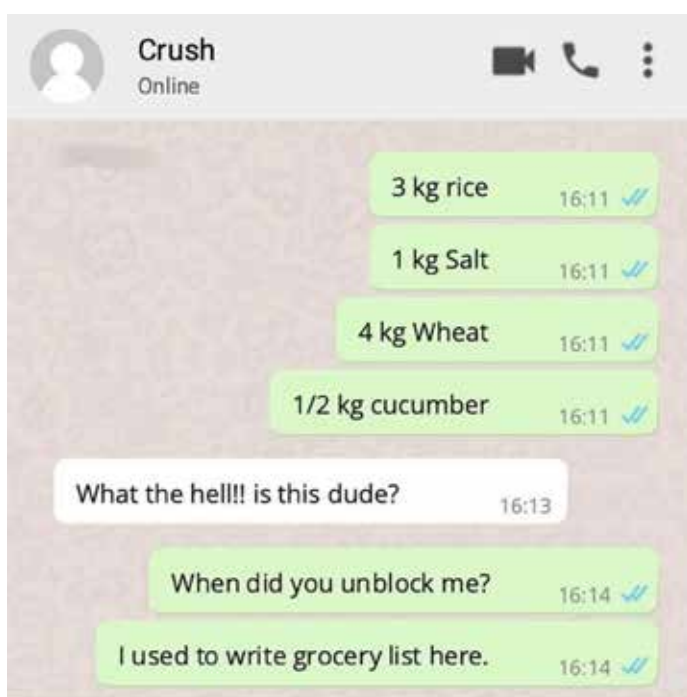 Crush
Online
3 kg rice 16:11
1 kg Salt 16:11
4 kg Wheat 16:11
1/2 kg cucumber 16:11
What the hell!! is this dude? 16:13
When did you unblock me? 16:14
I used to write grocery list here. 16:14